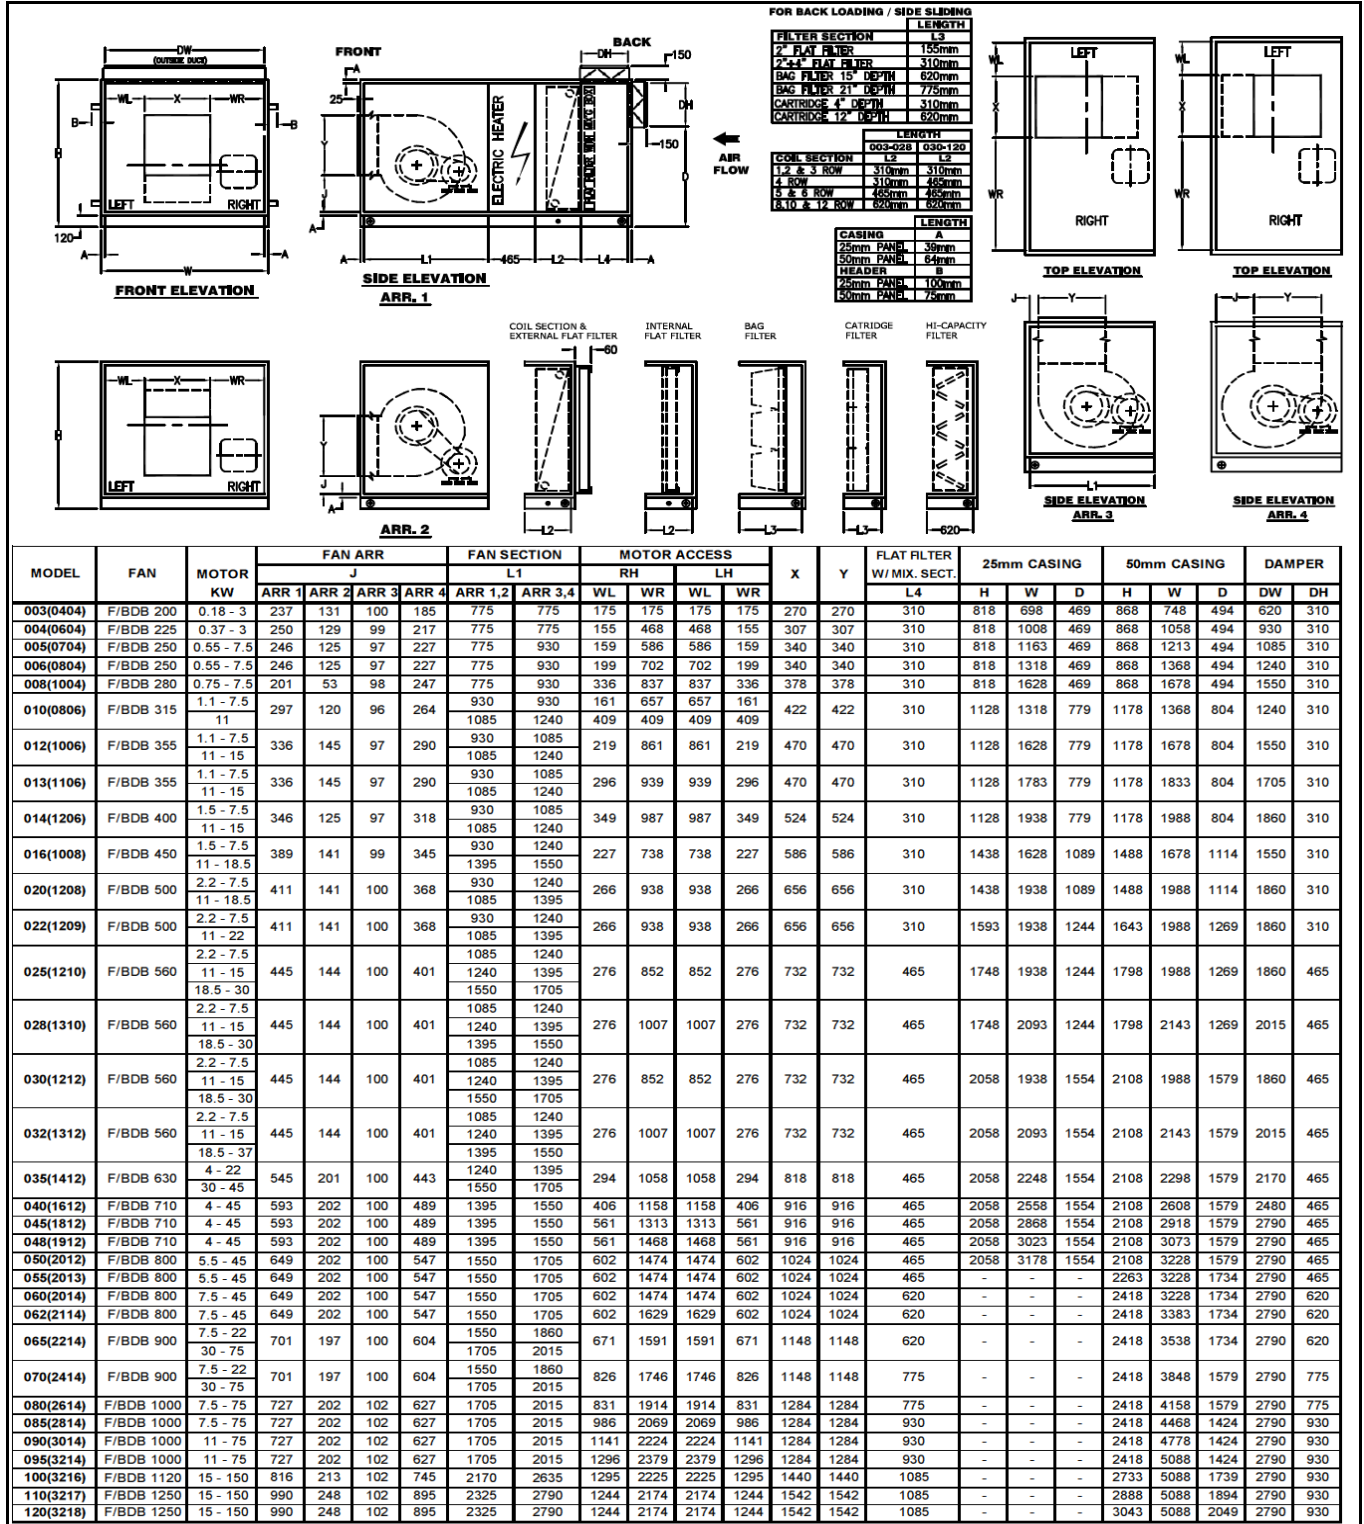 FOR BACK LOADING / SIDE SLIDING
LENGTH
FILTER SECTION L3
2" FLAT FILTER 155mm
2"+4" FLAT FILTER 310mm
BAG FILTER 15" DEPTH 620mm
BAG FILTER 21" DEPTH 775mm
CARTRIDGE 4" DEPTH 310mm
CARTRIDGE 12" DEPTH 620mm
LENGTH
003-028 030-120
COIL SECTION L2 L2
1,2 & 3 ROW 310mm 310mm
4 ROW 310mm 465mm
5 & 6 ROW 465mm 465mm
8,10 & 12 ROW 620mm 620mm
LENGTH
CASING A
25mm PANEL 39mm
50mm PANEL 64mm
HEADER B
25mm PANEL 100mm
50mm PANEL 75mm
DW
(OUTSIDE DUCT)
WL X WR
B B
H
LEFT RIGHT
120
A A
W
FRONT ELEVATION
FRONT BACK
A DH 150
25
Y
J
A
ELECTRIC HEATER
DH
150
D
A L1 465 L2 L4 A
AIR
FLOW
SIDE ELEVATION
ARR. 1
WL LEFT
X
WR
RIGHT
TOP ELEVATION
WL LEFT
X
WR
RIGHT
TOP ELEVATION
WL X WR
H
LEFT RIGHT
Y
J
A
ARR. 2
COIL SECTION &
EXTERNAL FLAT FILTER
60
L2
INTERNAL
FLAT FILTER
L2
BAG
FILTER
L3
CATRIDGE
FILTER
L3
HI-CAPACITY
FILTER
620
J Y
L1
SIDE ELEVATION
ARR. 3
J Y
SIDE ELEVATION
ARR. 4
MODEL FAN MOTOR FAN ARR FAN SECTION MOTOR ACCESS X Y FLAT FILTER 25mm CASING 50mm CASING DAMPER
J L1 RH LH W/ MIX. SECT.
KW ARR 1 ARR 2 ARR 3 ARR 4 ARR 1,2 ARR 3,4 WL WR WL WR L4 H W D H W D DW DH
003(0404) F/BDB 200 0.18 - 3 237 131 100 185 775 775 175 175 175 175 270 270 310 818 698 469 868 748 494 620 310
004(0604) F/BDB 225 0.37 - 3 250 129 99 217 775 775 155 468 468 155 307 307 310 818 1008 469 868 1058 494 930 310
005(0704) F/BDB 250 0.55 - 7.5 246 125 97 227 775 930 159 586 586 159 340 340 310 818 1163 469 868 1213 494 1085 310
006(0804) F/BDB 250 0.55 - 7.5 246 125 97 227 775 930 199 702 702 199 340 340 310 818 1318 469 868 1368 494 1240 310
008(1004) F/BDB 280 0.75 - 7.5 201 53 98 247 775 930 336 837 837 336 378 378 310 818 1628 469 868 1678 494 1550 310
010(0806) F/BDB 315 1.1 - 7.5 297 120 96 264 930 930 161 657 657 161 422 422 310 1128 1318 779 1178 1368 804 1240 310
11 1085 1240 409 409 409 409
012(1006) F/BDB 355 1.1 - 7.5 336 145 97 290 930 1085 219 861 861 219 470 470 310 1128 1628 779 1178 1678 804 1550 310
11 - 15 1085 1240
013(1106) F/BDB 355 1.1 - 7.5 336 145 97 290 930 1085 296 939 939 296 470 470 310 1128 1783 779 1178 1833 804 1705 310
11 - 15 1085 1240
014(1206) F/BDB 400 1.5 - 7.5 346 125 97 318 930 1085 349 987 987 349 524 524 310 1128 1938 779 1178 1988 804 1860 310
11 - 15 1085 1240
016(1008) F/BDB 450 1.5 - 7.5 389 141 99 345 930 1240 227 738 738 227 586 586 310 1438 1628 1089 1488 1678 1114 1550 310
11 - 18.5 1395 1550
020(1208) F/BDB 500 2.2 - 7.5 411 141 100 368 930 1240 266 938 938 266 656 656 310 1438 1938 1089 1488 1988 1114 1860 310
11 - 18.5 1085 1395
022(1209) F/BDB 500 2.2 - 7.5 411 141 100 368 930 1240 266 938 938 266 656 656 310 1593 1938 1244 1643 1988 1269 1860 310
11 - 22 1085 1395
025(1210) F/BDB 560 2.2 - 7.5 445 144 100 401 1085 1240 276 852 852 276 732 732 465 1748 1938 1244 1798 1988 1269 1860 465
11 - 15 1240 1395
18.5 - 30 1550 1705
028(1310) F/BDB 560 2.2 - 7.5 445 144 100 401 1085 1240 276 1007 1007 276 732 732 465 1748 2093 1244 1798 2143 1269 2015 465
11 - 15 1240 1395
18.5 - 30 1395 1550
030(1212) F/BDB 560 2.2 - 7.5 445 144 100 401 1085 1240 276 852 852 276 732 732 465 2058 1938 1554 2108 1988 1579 1860 465
11 - 15 1240 1395
18.5 - 30 1550 1705
032(1312) F/BDB 560 2.2 - 7.5 445 144 100 401 1085 1240 276 1007 1007 276 732 732 465 2058 2093 1554 2108 2143 1579 2015 465
11 - 15 1240 1395
18.5 - 37 1395 1550
035(1412) F/BDB 630 4 - 22 545 201 100 443 1240 1395 294 1058 1058 294 818 818 465 2058 2248 1554 2108 2298 1579 2170 465
30 - 45 1550 1705
040(1612) F/BDB 710 4 - 45 593 202 100 489 1395 1550 406 1158 1158 406 916 916 465 2058 2558 1554 2108 2608 1579 2480 465
045(1812) F/BDB 710 4 - 45 593 202 100 489 1395 1550 561 1313 1313 561 916 916 465 2058 2868 1554 2108 2918 1579 2790 465
048(1912) F/BDB 710 4 - 45 593 202 100 489 1395 1550 561 1468 1468 561 916 916 465 2058 3023 1554 2108 3073 1579 2790 465
050(2012) F/BDB 800 5.5 - 45 649 202 100 547 1550 1705 602 1474 1474 602 1024 1024 465 2058 3178 1554 2108 3228 1579 2790 465
055(2013) F/BDB 800 5.5 - 45 649 202 100 547 1550 1705 602 1474 1474 602 1024 1024 465 - - - 2263 3228 1734 2790 465
060(2014) F/BDB 800 7.5 - 45 649 202 100 547 1550 1705 602 1474 1474 602 1024 1024 620 - - - 2418 3228 1734 2790 620
062(2114) F/BDB 800 7.5 - 45 649 202 100 547 1550 1705 602 1629 1629 602 1024 1024 620 - - - 2418 3383 1734 2790 620
065(2214) F/BDB 900 7.5 - 22 701 197 100 604 1550 1860 671 1591 1591 671 1148 1148 620 - - - 2418 3538 1734 2790 620
30 - 75 1705 2015
070(2414) F/BDB 900 7.5 - 22 701 197 100 604 1550 1860 826 1746 1746 826 1148 1148 775 - - - 2418 3848 1579 2790 775
30 - 75 1705 2015
080(2614) F/BDB 1000 7.5 - 75 727 202 102 627 1705 2015 831 1914 1914 831 1284 1284 775 - - - 2418 4158 1579 2790 775
085(2814) F/BDB 1000 7.5 - 75 727 202 102 627 1705 2015 986 2069 2069 986 1284 1284 930 - - - 2418 4468 1424 2790 930
090(3014) F/BDB 1000 11 - 75 727 202 102 627 1705 2015 1141 2224 2224 1141 1284 1284 930 - - - 2418 4778 1424 2790 930
095(3214) F/BDB 1000 11 - 75 727 202 102 627 1705 2015 1296 2379 2379 1296 1284 1284 930 - - - 2418 5088 1424 2790 930
100(3216) F/BDB 1120 15 - 150 816 213 102 745 2170 2635 1295 2225 2225 1295 1440 1440 1085 - - - 2733 5088 1739 2790 930
110(3217) F/BDB 1250 15 - 150 990 248 102 895 2325 2790 1244 2174 2174 1244 1542 1542 1085 - - - 2888 5088 1894 2790 930
120(3218) F/BDB 1250 15 - 150 990 248 102 895 2325 2790 1244 2174 2174 1244 1542 1542 1085 - - - 3043 5088 2049 2790 930